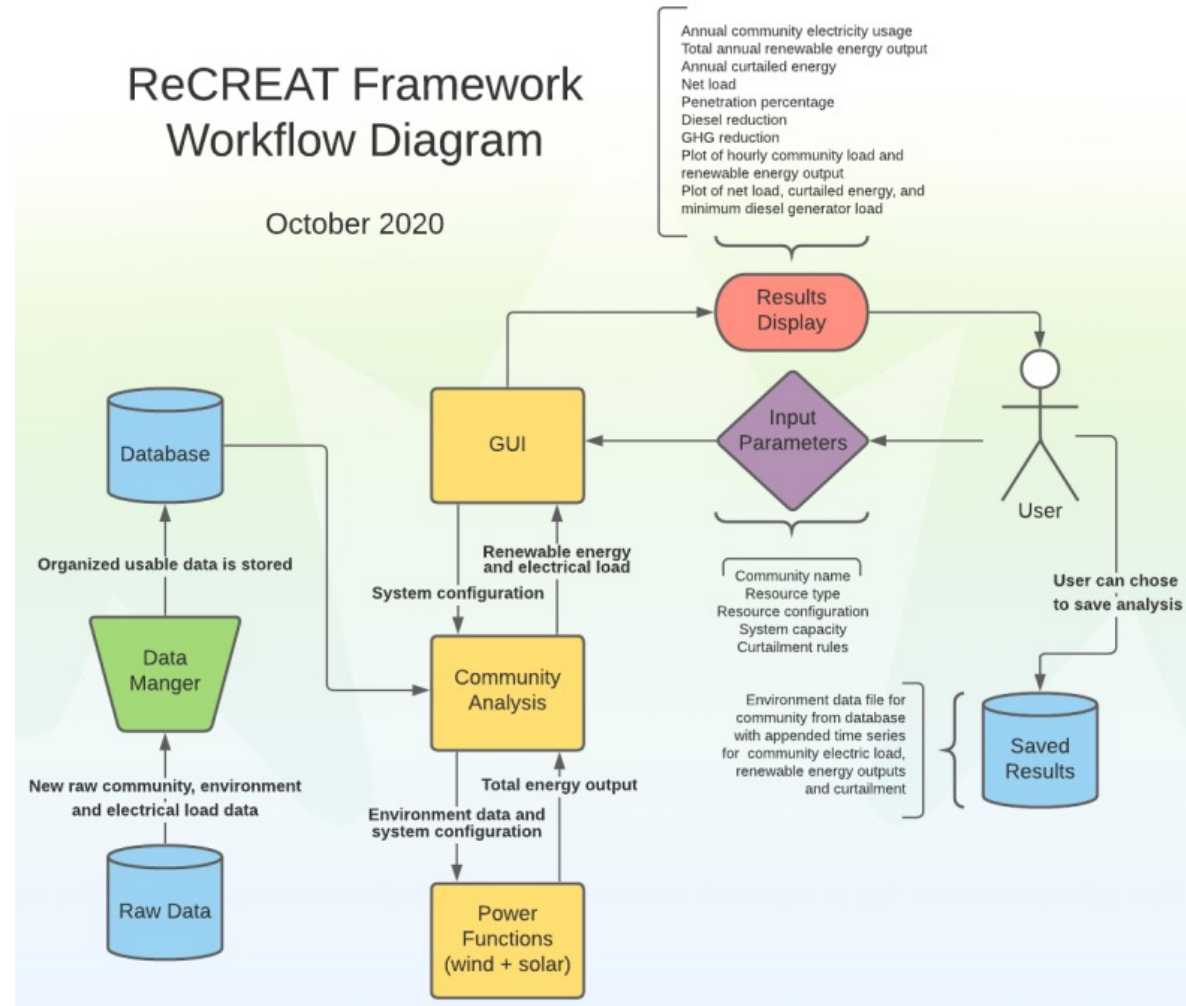 ReCREAT Framework
Workflow Diagram
October 2020
Annual community electricity usage
Total annual renewable energy output
Annual curtailed energy
Net load
Penetration percentage
Diesel reduction
GHG reduction
Plot of hourly community load and
renewable energy output
Plot of net load, curtailed energy, and
minimum diesel generator load
Results
Display
Database
GUI
Input
Parameters
User
Organized usable data is stored
System configuration
Renewable energy
and electrical load
Community name
Resource type
Resource configuration
System capacity
Curtailment rules
User can chose
to save analysis
Data
Manger
Community
Analysis
Environment data file for
community from database
with appended time series
for community electric load,
renewable energy outputs
and curtailment
Saved
Results
New raw community, environment
and electrical load data
Environment data and
system configuration
Total energy output
Raw Data
Power
Functions
(wind + solar)